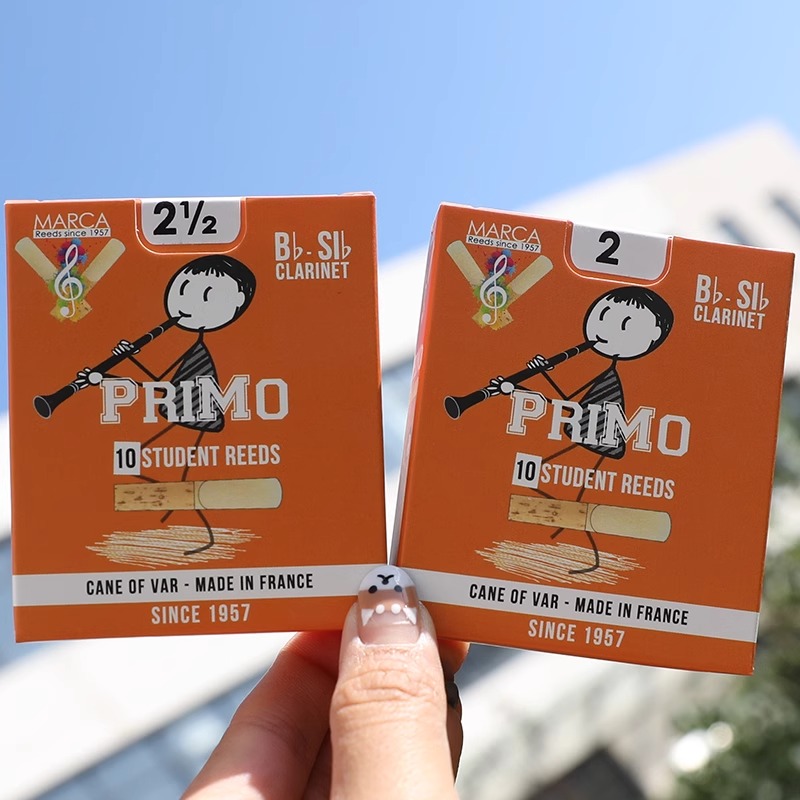 MARCA
Reeds since 1957
2½
B♭- SI♭
CLARINET
PRIMO
10 STUDENT REEDS
CANE OF VAR - MADE IN FRANCE
SINCE 1957
MARCA
Reeds since 1957
2
B♭- SI♭
CLARINET
PRIMO
10 STUDENT REEDS
CANE OF VAR - MADE IN FRANCE
SINCE 1957